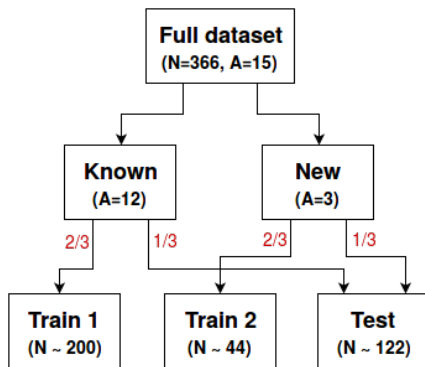 Full dataset
(N=366, A=15)
Known
(A=12)
New
(A=3)
2/3
1/3
2/3
1/3
Train 1
(N ~ 200)
Train 2
(N ~ 44)
Test
(N ~ 122)